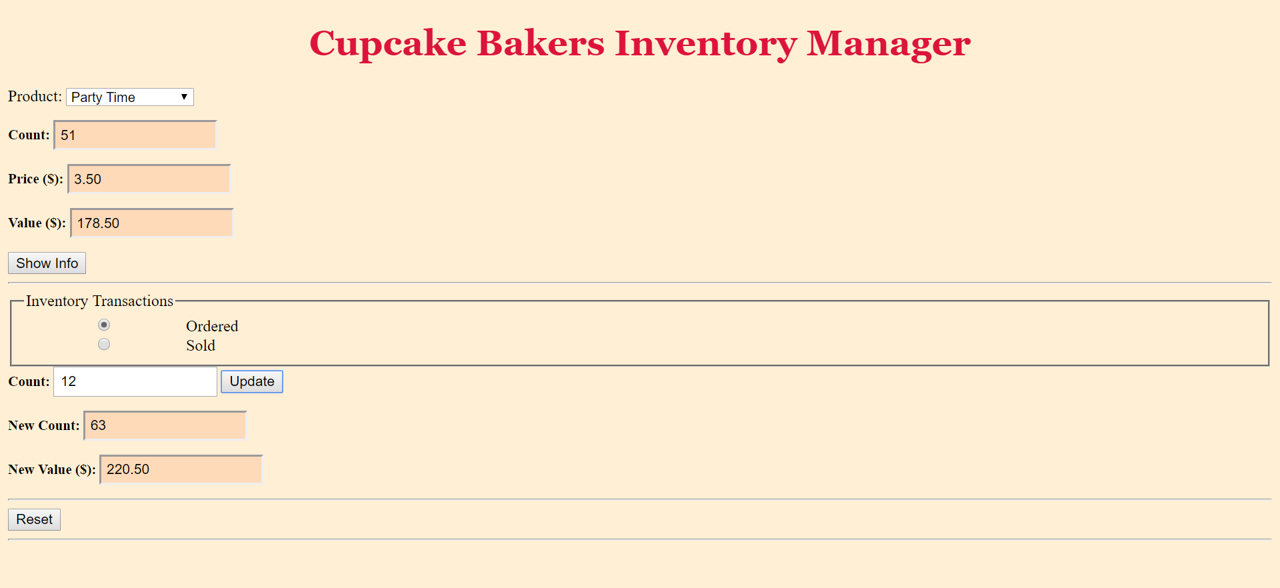 Cupcake Bakers Inventory Manager
Product: Party Time
Count: 51
Price ($): 3.50
Value ($): 178.50
Show Info
Inventory Transactions
Ordered
Sold
Count: 12 Update
New Count: 63
New Value ($): 220.50
Reset